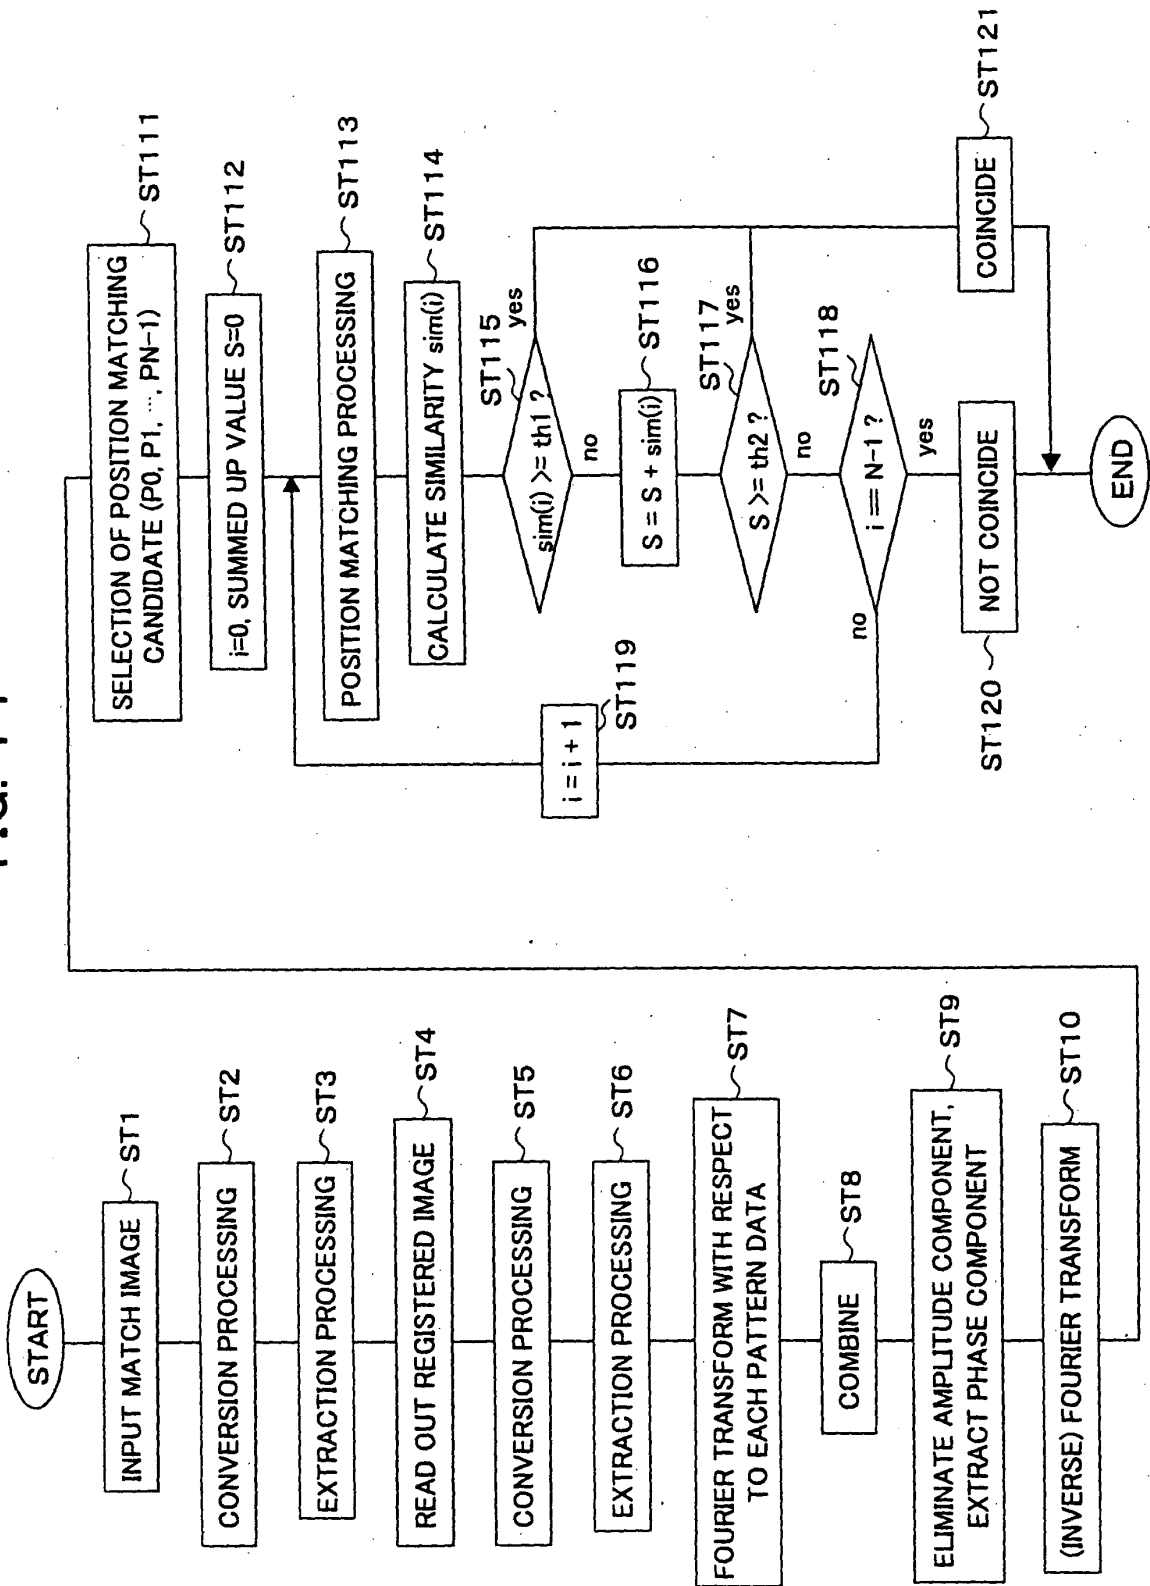 START
INPUT MATCH IMAGE
ST1
CONVERSION PROCESSING
ST2
EXTRACTION PROCESSING
ST3
READ OUT REGISTERED IMAGE
ST4
CONVERSION PROCESSING
ST5
EXTRACTION PROCESSING
ST6
FOURIER TRANSFORM WITH RESPECT
TO EACH PATTERN DATA
ST7
COMBINE
ST8
ELIMINATE AMPLITUDE COMPONENT,
EXTRACT PHASE COMPONENT
ST9
(INVERSE) FOURIER TRANSFORM
ST10
SELECTION OF POSITION MATCHING
CANDIDATE (P0, P1, ..., PN-1)
ST111
i=0, SUMMED UP VALUE S=0
ST112
POSITION MATCHING PROCESSING
ST113
CALCULATE SIMILARITY sim(i)
ST114
sim(i) >= th1 ?
ST115
yes
no
S = S + sim(i)
ST116
S >= th2 ?
ST117
yes
no
i == N-1 ?
ST118
yes
no
i = i + 1
ST119
NOT COINCIDE
ST120
COINCIDE
ST121
END